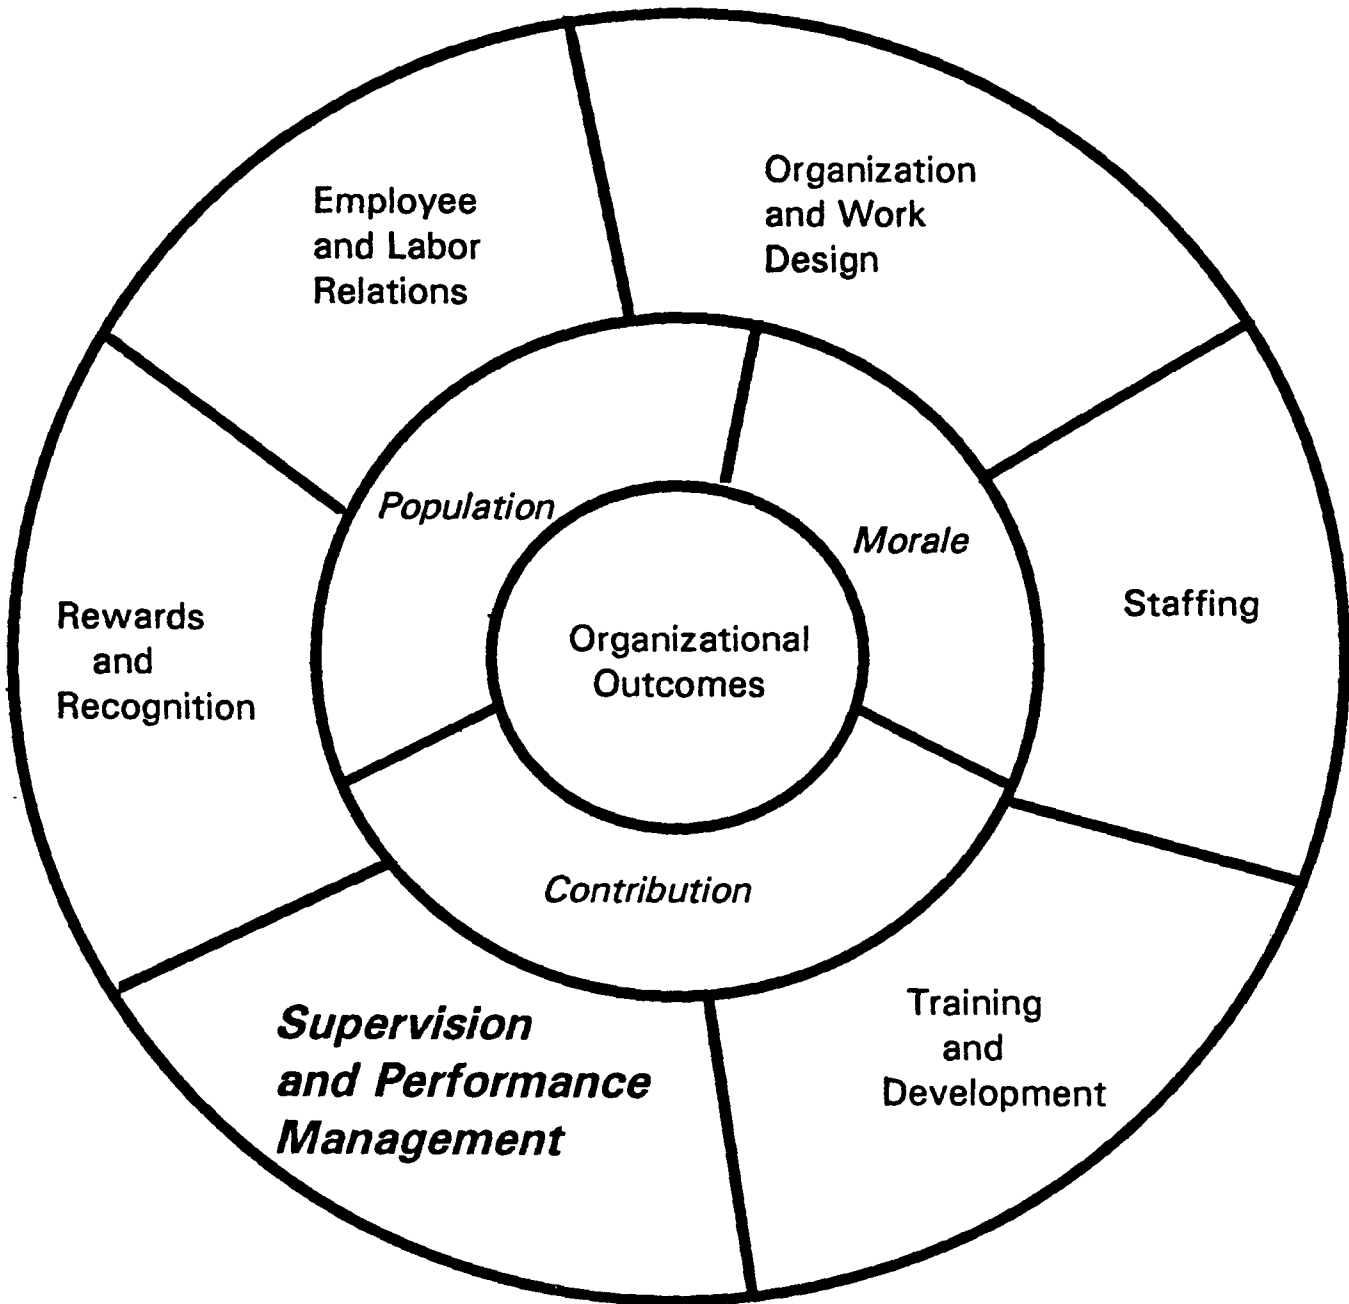 Employee
and Labor
Relations
Organization
and Work
Design
Population
Morale
Staffing
Rewards
and
Recognition
Organizational
Outcomes
Contribution
Supervision
and Performance
Management
Training
and
Development